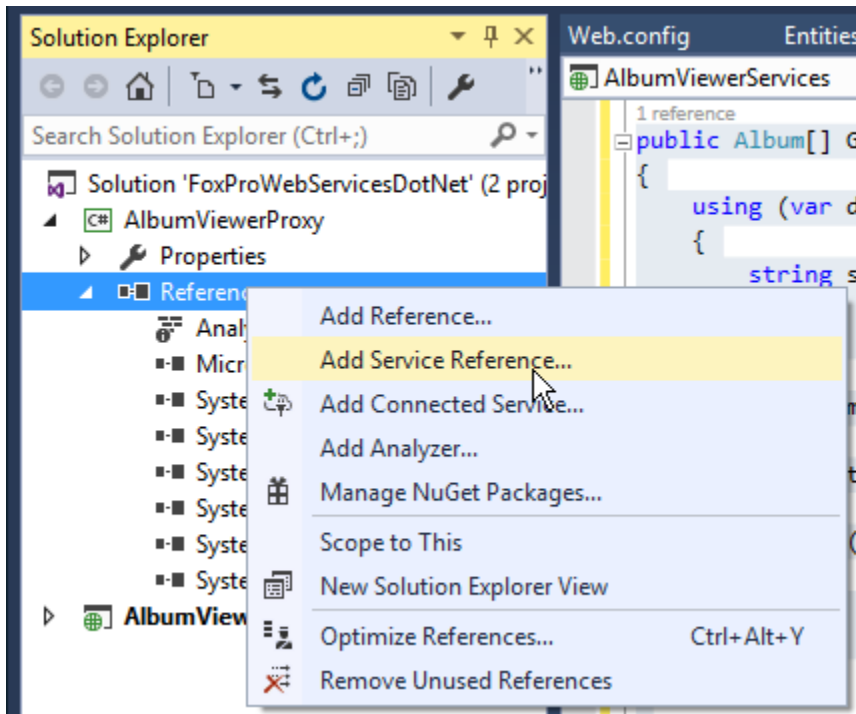 Solution Explorer
Web.config Entities
AlbumViewerServices
Search Solution Explorer (Ctrl+;)
1 reference
public Album[] G
{
Solution 'FoxProWebServicesDotNet' (2 proj
AlbumViewerProxy
using (var d
{
Properties
string s
Referenc
Add Reference...
Anal
Add Service Reference...
Micr
Add Connected Service...
Syste
Add Analyzer...
Syste
Manage NuGet Packages...
Syste
Scope to This
Syste
New Solution Explorer View
Syste
Syste
AlbumView
Optimize References... Ctrl+Alt+Y
Remove Unused References